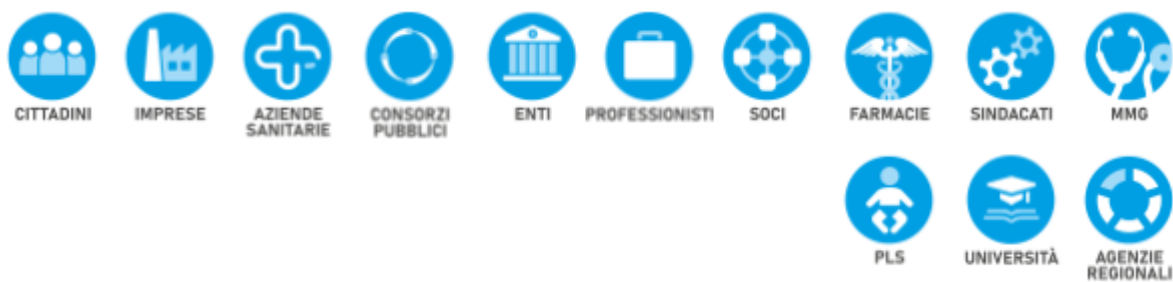 CITTADINI
IMPRESE
AZIENDE
SANITARIE
CONSORZI
PUBBLICI
ENTI
PROFESSIONISTI
SOCI
FARMACIE
SINDACATI
MMG
PLS
UNIVERSITÀ
AGENZIE
REGIONALI